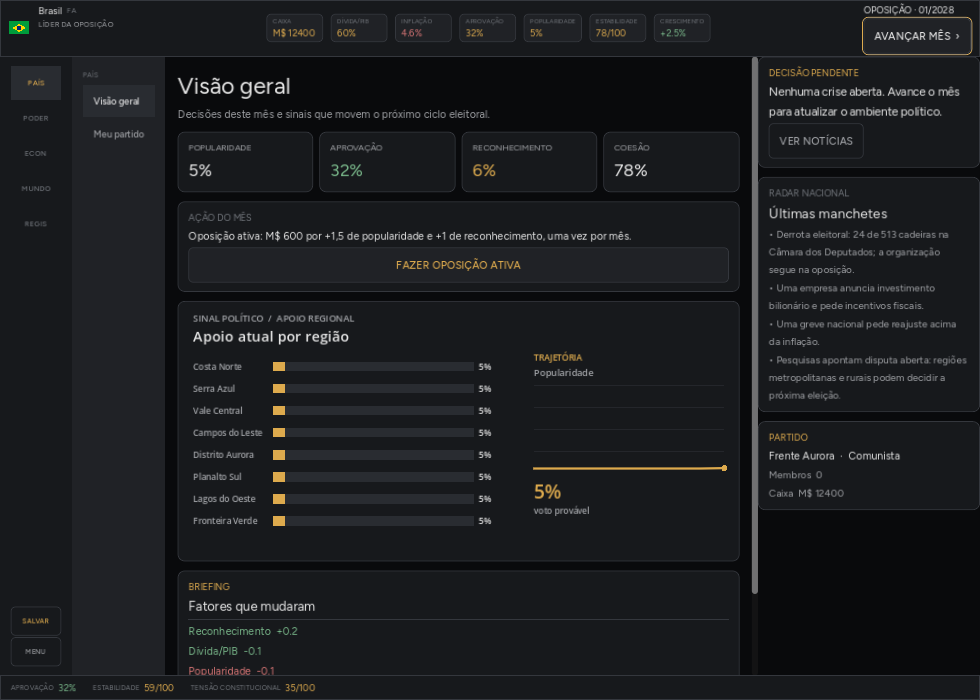 Brasil FA
LÍDER DA OPOSIÇÃO
CAIXA
M$ 12400
DÍVIDA/PIB
60%
INFLAÇÃO
4.6%
APROVAÇÃO
32%
POPULARIDADE
5%
ESTABILIDADE
78/100
CRESCIMENTO
+2.5%
OPOSIÇÃO · 01/2028
AVANÇAR MÊS ›
PAÍS
PODER
ECON
MUNDO
REGIS
SALVAR
MENU
PAÍS
Visão geral
Meu partido
Visão geral
Decisões deste mês e sinais que movem o próximo ciclo eleitoral.
POPULARIDADE
5%
APROVAÇÃO
32%
RECONHECIMENTO
6%
COESÃO
78%
AÇÃO DO MÊS
Oposição ativa: M$ 600 por +1,5 de popularidade e +1 de reconhecimento, uma vez por mês.
FAZER OPOSIÇÃO ATIVA
SINAL POLÍTICO / APOIO REGIONAL
Apoio atual por região
Costa Norte 5%
Serra Azul 5%
Vale Central 5%
Campos do Leste 5%
Distrito Aurora 5%
Planalto Sul 5%
Lagos do Oeste 5%
Fronteira Verde 5%
TRAJETÓRIA
Popularidade
5%
voto provável
BRIEFING
Fatores que mudaram
Reconhecimento +0.2
Dívida/PIB -0.1
Popularidade -0.1
DECISÃO PENDENTE
Nenhuma crise aberta. Avance o mês
para atualizar o ambiente político.
VER NOTÍCIAS
RADAR NACIONAL
Últimas manchetes
• Derrota eleitoral: 24 de 513 cadeiras na
Câmara dos Deputados; a organização
segue na oposição.
• Uma empresa anuncia investimento
bilionário e pede incentivos fiscais.
• Uma greve nacional pede reajuste acima
da inflação.
• Pesquisas apontam disputa aberta: regiões
metropolitanas e rurais podem decidir a
próxima eleição.
PARTIDO
Frente Aurora · Comunista
Membros 0
Caixa M$ 12400
APROVAÇÃO 32% ESTABILIDADE 59/100 TENSÃO CONSTITUCIONAL 35/100